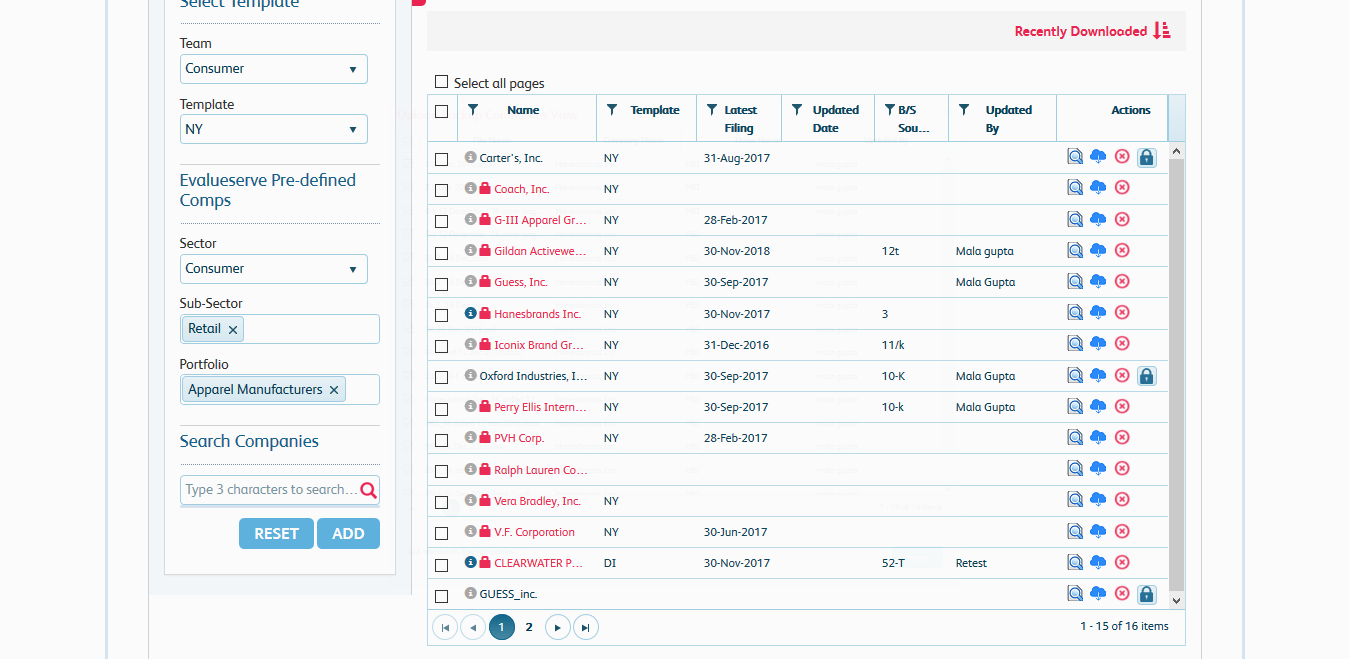 Select Template
Team
Consumer
Template
NY
Evalueserve Pre-defined
Comps
Sector
Consumer
Sub-Sector
Retail ×
Portfolio
Apparel Manufacturers ×
Search Companies
Type 3 characters to search...
RESET ADD
Recently Downloaded
Select all pages
Name Template Latest Filing Updated Date B/S Sou... Updated By Actions
Carter's, Inc. NY 31-Aug-2017
Coach, Inc. NY
G-III Apparel Gr... NY 28-Feb-2017
Gildan Activewe... NY 30-Nov-2018 12t Mala gupta
Guess, Inc. NY 30-Sep-2017 Mala Gupta
Hanesbrands Inc. NY 30-Nov-2017 3
Iconix Brand Gr... NY 31-Dec-2016 11/k
Oxford Industries, I... NY 30-Sep-2017 10-K Mala Gupta
Perry Ellis Intern... NY 30-Sep-2017 10-k Mala Gupta
PVH Corp. NY 28-Feb-2017
Ralph Lauren Co...
Vera Bradley, Inc. NY
V.F. Corporation NY 30-Jun-2017
CLEARWATER P... DI 30-Nov-2017 52-T Retest
GUESS_inc.
1 2
1 - 15 of 16 items